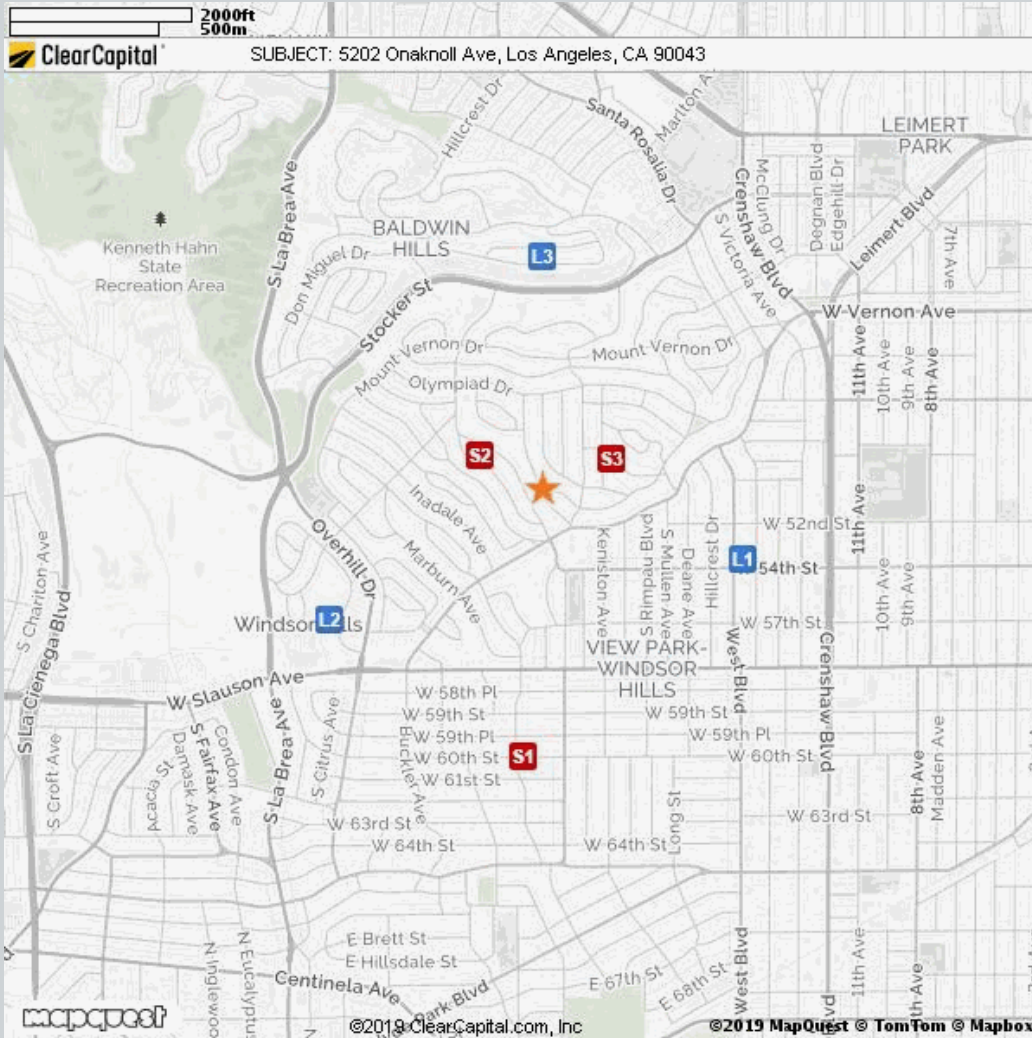 2000ft
500m
ClearCapital
SUBJECT: 5202 Onaknoll Ave, Los Angeles, CA 90043
Hillcrest Dr
Santa Rosalia Dr
Marlton A
LEIMERT
PARK
S La Brea Ave
Crenshaw Blvd
McClung Dr
Degnan Blvd
Edgehill Dr
Leimert Blvd
7th Ave
Kenneth Hahn
State
Recreation Area
BALDWIN
HILLS
Don Miguel Dr
L3
S Victoria Ave
Stocker St
W Vernon Ave
Mount Vernon Dr
Mount Vernon Dr
Olympiad Dr
11th Ave
10th Ave
9th Ave
8th Ave
S2
S3
Inadale Ave
Overhill Dr
Marburn Ave
Keniston Ave
S Rimpau Blvd
S Mullen Ave
Deane Ave
Hillcrest Dr
W 52nd St
11th Ave
L1
54th St
10th Ave
9th Ave
S Chariton Ave
S La Cienega Blvd
Windsor
L2
W 57th St
VIEW PARK-
WINDSOR
HILLS
West Blvd
Crenshaw Blvd
W Slauson Ave
W 58th Pl
W 59th St
W 59th St
W 59th Pl
W 59th Pl
W 60th St
S1
W 60th St
W 61st St
S Croft Ave
Acacia St
Damask Ave
S Fairfax Ave
Condon Ave
S La Brea Ave
S Citrus Ave
Buckler Ave
8th Ave
Madden Ave
W 63rd St
S1
W 63rd St
W 64th St
W 64th St
E Brett St
E Hillsdale St
N Eucalyptus
N Inglewoo
Centinela Ave
Park Blvd
E 67th St
E 68th St
West Blvd
11th Ave
8th Ave
mapquest
©2019 ClearCapital.com, Inc
©2019 MapQuest © TomTom © Mapbox